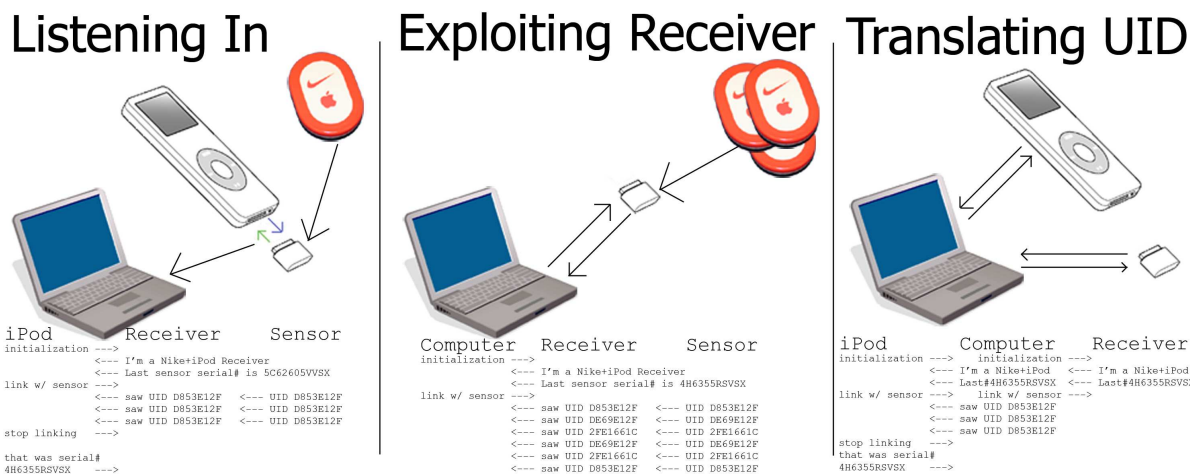 Listening In
iPod Receiver Sensor
initialization --->
<--- I'm a Nike+iPod Receiver
<--- Last sensor serial# is 5C62605VVSX
link w/ sensor --->
<--- saw UID D853E12F <--- UID D853E12F
<--- saw UID D853E12F <--- UID D853E12F
<--- saw UID D853E12F <--- UID D853E12F
stop linking --->
that was serial#
4H6355RSVSX --->
Exploiting Receiver
Computer Receiver Sensor
initialization --->
<--- I'm a Nike+iPod Receiver
<--- Last sensor serial# is 4H6355RSVSX
link w/ sensor --->
<--- saw UID D853E12F <--- UID D853E12F
<--- saw UID DE69E12F <--- UID DE69E12F
<--- saw UID 2FE1661C <--- UID 2FE1661C
<--- saw UID DE69E12F <--- UID DE69E12F
<--- saw UID 2FE1661C <--- UID 2FE1661C
<--- saw UID D853E12F <--- UID D853E12F
Translating UID
iPod Computer Receiver
initialization ---> initialization --->
<--- I'm a Nike+iPod <--- I'm a Nike+iPod
<--- Last#4H6355RSVSX <--- Last#4H6355RSVSX
link w/ sensor ---> link w/ sensor --->
<--- saw UID D853E12F
<--- saw UID D853E12F
<--- saw UID D853E12F
stop linking --->
that was serial#
4H6355RSVSX --->